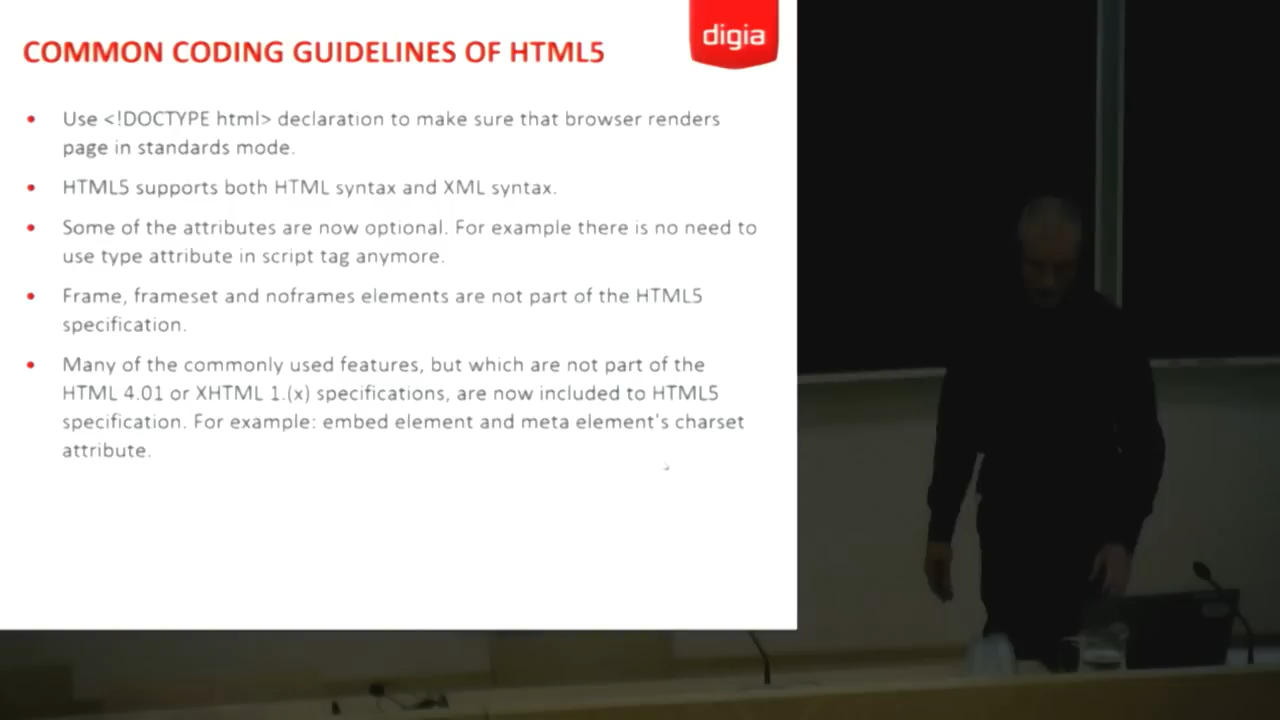 digia
COMMON CODING GUIDELINES OF HTML5
• Use <!DOCTYPE html> declaration to make sure that browser renders
page in standards mode.
• HTML5 supports both HTML syntax and XML syntax.
• Some of the attributes are now optional. For example there is no need to
use type attribute in script tag anymore.
• Frame, frameset and noframes elements are not part of the HTML5
specification.
• Many of the commonly used features, but which are not part of the
HTML 4.01 or XHTML 1.(x) specifications, are now included to HTML5
specification. For example: embed element and meta element's charset
attribute.